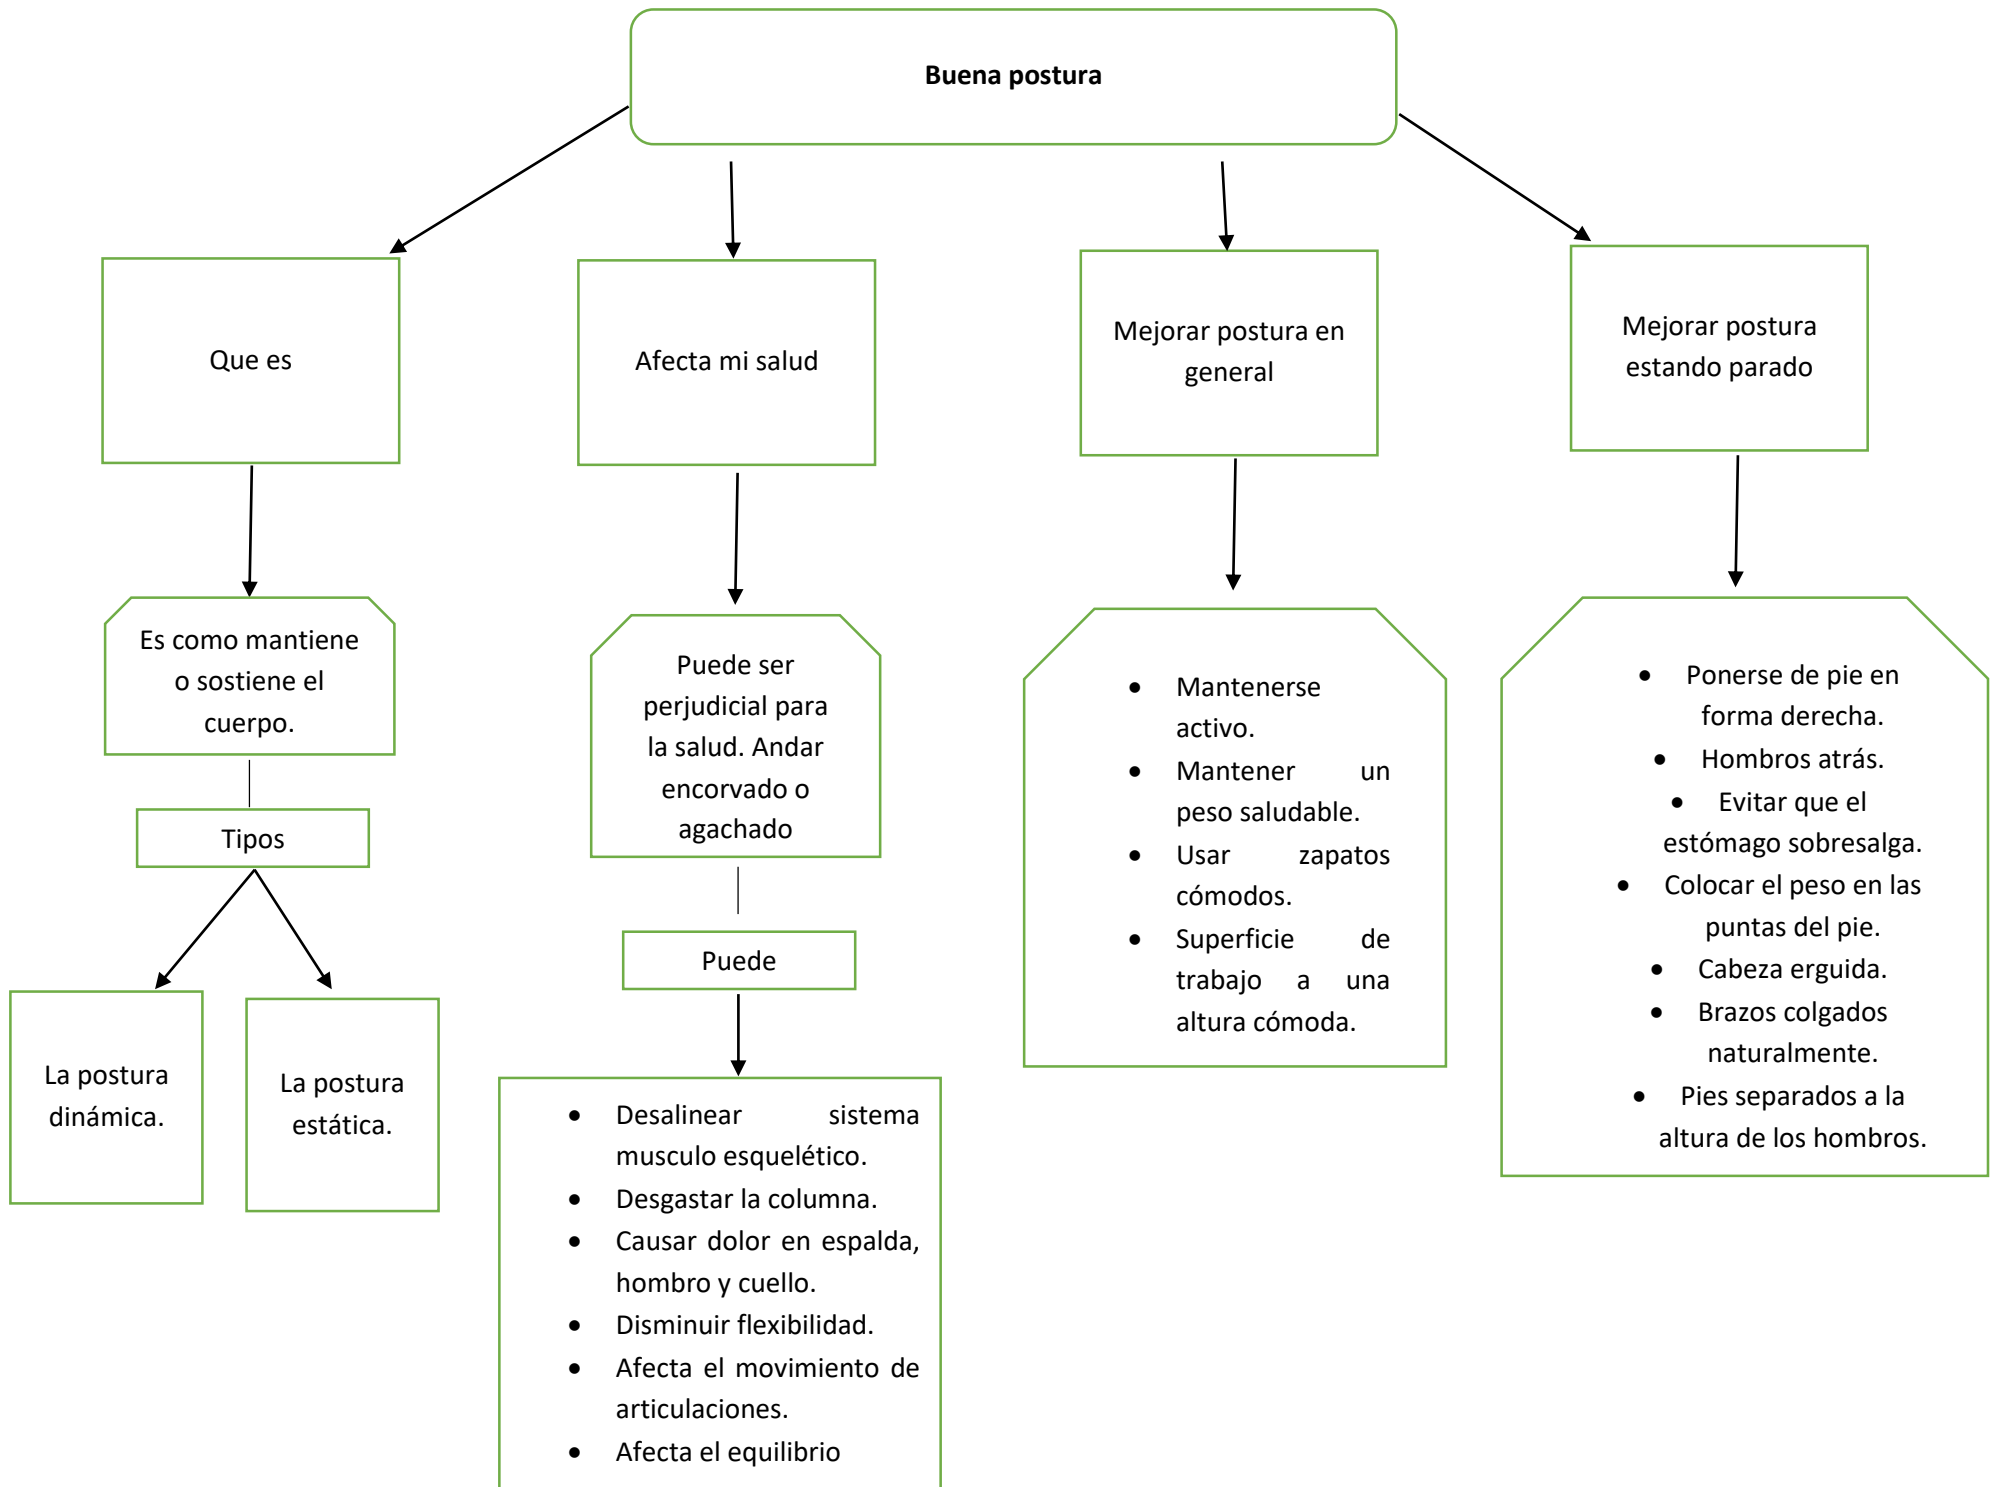 Buena postura
Que es
Afecta mi salud
Mejorar postura en
general
Mejorar postura
estando parado
Es como mantiene
o sostiene el
cuerpo.
Tipos
La postura
dinámica.
La postura
estática.
Puede ser
perjudicial para
la salud. Andar
encorvado o
agachado
Puede
• Desalinear sistema
musculo esquelético.
• Desgastar la columna.
• Causar dolor en espalda,
hombro y cuello.
• Disminuir flexibilidad.
• Afecta el movimiento de
articulaciones.
• Afecta el equilibrio
• Mantenerse
activo.
• Mantener un
peso saludable.
• Usar zapatos
cómodos.
• Superficie de
trabajo a una
altura cómoda.
• Ponerse de pie en
forma derecha.
• Hombros atrás.
• Evitar que el
estómago sobresalga.
• Colocar el peso en las
puntas del pie.
• Cabeza erguida.
• Brazos colgados
naturalmente.
• Pies separados a la
altura de los hombros.